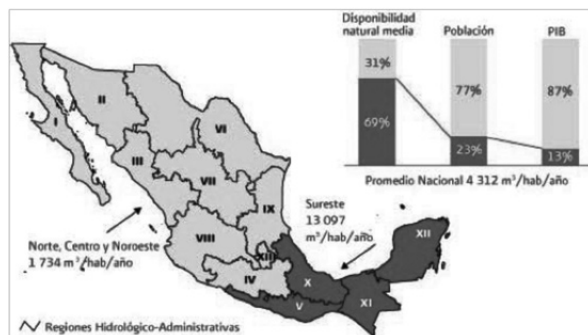 Disponibilidad
natural media
Población
PIB
31%
77%
87%
69%
23%
13%
Promedio Nacional 4 312 m³/hab/año
I
II
III
VI
VII
IX
VIII
XIII
IV
X
V
XI
XII
Norte, Centro y Noroeste
1 734 m³/hab/año
Sureste
13 097
m³/hab/año
Regiones Hidrológico-Administrativas